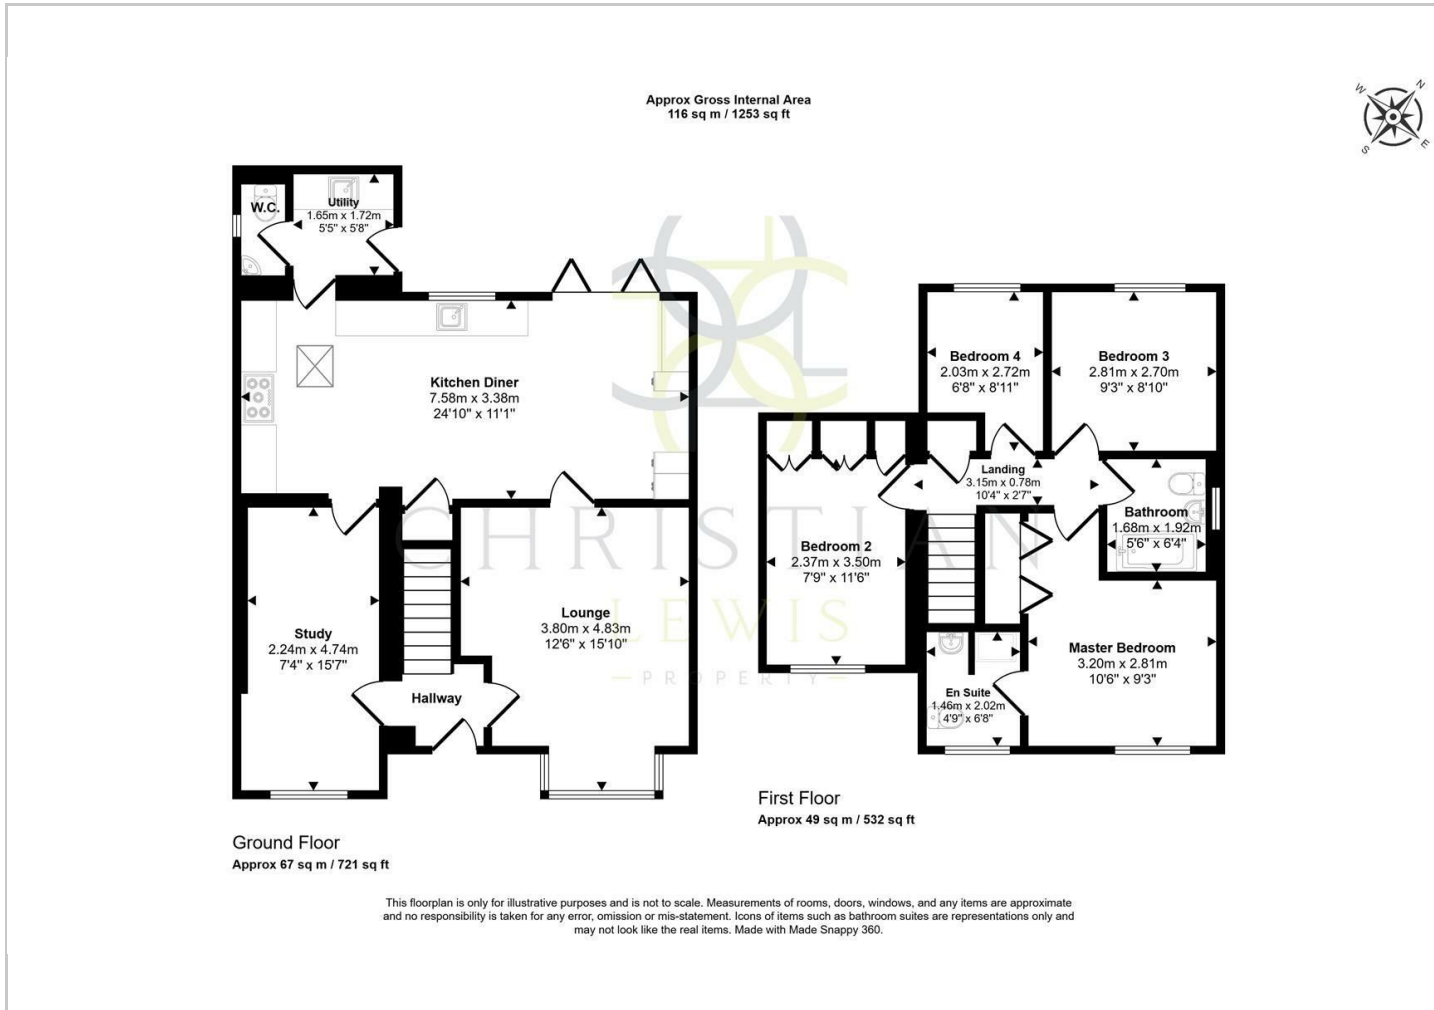 Approx Gross Internal Area
116 sq m / 1253 sq ft
N
W
E
S
W.C.
Utility
1.65m x 1.72m
5'5" x 5'8"
Kitchen Diner
7.58m x 3.38m
24'10" x 11'1"
Study
2.24m x 4.74m
7'4" x 15'7"
Hallway
Lounge
3.80m x 4.83m
12'6" x 15'10"
Ground Floor
Approx 67 sq m / 721 sq ft
Bedroom 4
2.03m x 2.72m
6'8" x 8'11"
Bedroom 3
2.81m x 2.70m
9'3" x 8'10"
Landing
3.15m x 0.78m
10'4" x 2'7"
Bathroom
1.68m x 1.92m
5'6" x 6'4"
Bedroom 2
2.37m x 3.50m
7'9" x 11'6"
Master Bedroom
3.20m x 2.81m
10'6" x 9'3"
En Suite
1.46m x 2.02m
4'9" x 6'8"
First Floor
Approx 49 sq m / 532 sq ft
CHRISTIAN
LEWIS
PROPERTY
This floorplan is only for illustrative purposes and is not to scale. Measurements of rooms, doors, windows, and any items are approximate
and no responsibility is taken for any error, omission or mis-statement. Icons of items such as bathroom suites are representations only and
may not look like the real items. Made with Made Snappy 360.